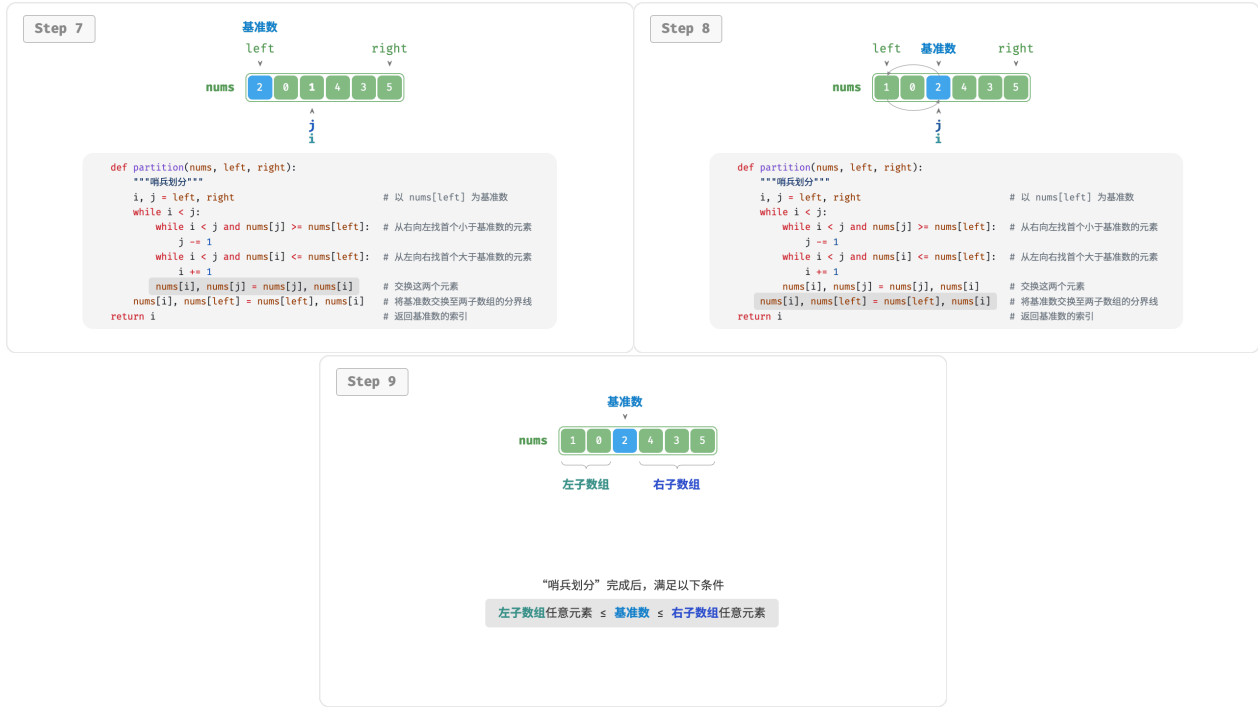 Step 7
基准数
left right
nums 2 0 1 4 3 5
j
i
def partition(nums, left, right):
"""哨兵划分"""
i, j = left, right # 以 nums[left] 为基准数
while i < j:
while i < j and nums[j] >= nums[left]: # 从右向左找首个小于基准数的元素
j -= 1
while i < j and nums[i] <= nums[left]: # 从左向右找首个大于基准数的元素
i += 1
nums[i], nums[j] = nums[j], nums[i] # 交换这两个元素
nums[i], nums[left] = nums[left], nums[i] # 将基准数交换至两子数组的分界线
return i # 返回基准数的索引
Step 8
left 基准数 right
nums 1 0 2 4 3 5
j
i
def partition(nums, left, right):
"""哨兵划分"""
i, j = left, right # 以 nums[left] 为基准数
while i < j:
while i < j and nums[j] >= nums[left]: # 从右向左找首个小于基准数的元素
j -= 1
while i < j and nums[i] <= nums[left]: # 从左向右找首个大于基准数的元素
i += 1
nums[i], nums[j] = nums[j], nums[i] # 交换这两个元素
nums[i], nums[left] = nums[left], nums[i] # 将基准数交换至两子数组的分界线
return i # 返回基准数的索引
Step 9
基准数
nums 1 0 2 4 3 5
左子数组 右子数组
“哨兵划分”完成后，满足以下条件
左子数组任意元素 ≤ 基准数 ≤ 右子数组任意元素